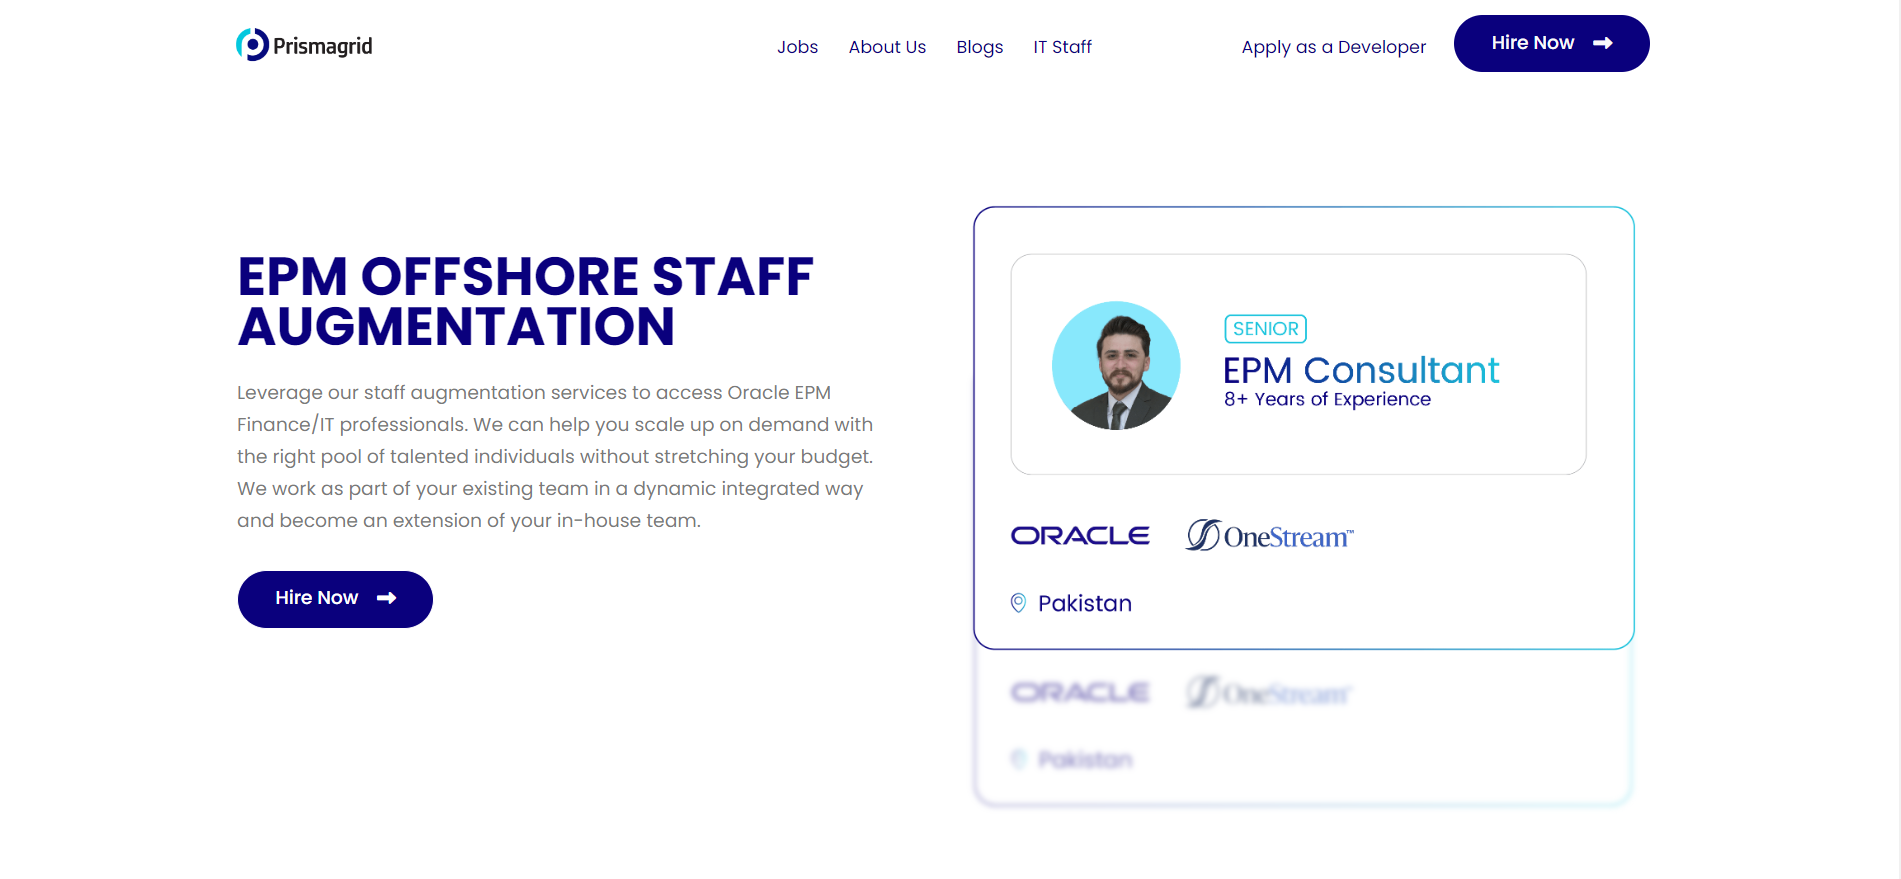 Prismagrid
Jobs
About Us
Blogs
IT Staff
Apply as a Developer
Hire Now
EPM OFFSHORE STAFF
AUGMENTATION
Leverage our staff augmentation services to access Oracle EPM
Finance/IT professionals. We can help you scale up on demand with
the right pool of talented individuals without stretching your budget.
We work as part of your existing team in a dynamic integrated way
and become an extension of your in-house team.
Hire Now
SENIOR
EPM Consultant
8+ Years of Experience
ORACLE
OneStream™
Pakistan
ORACLE
OneStream
Pakistan